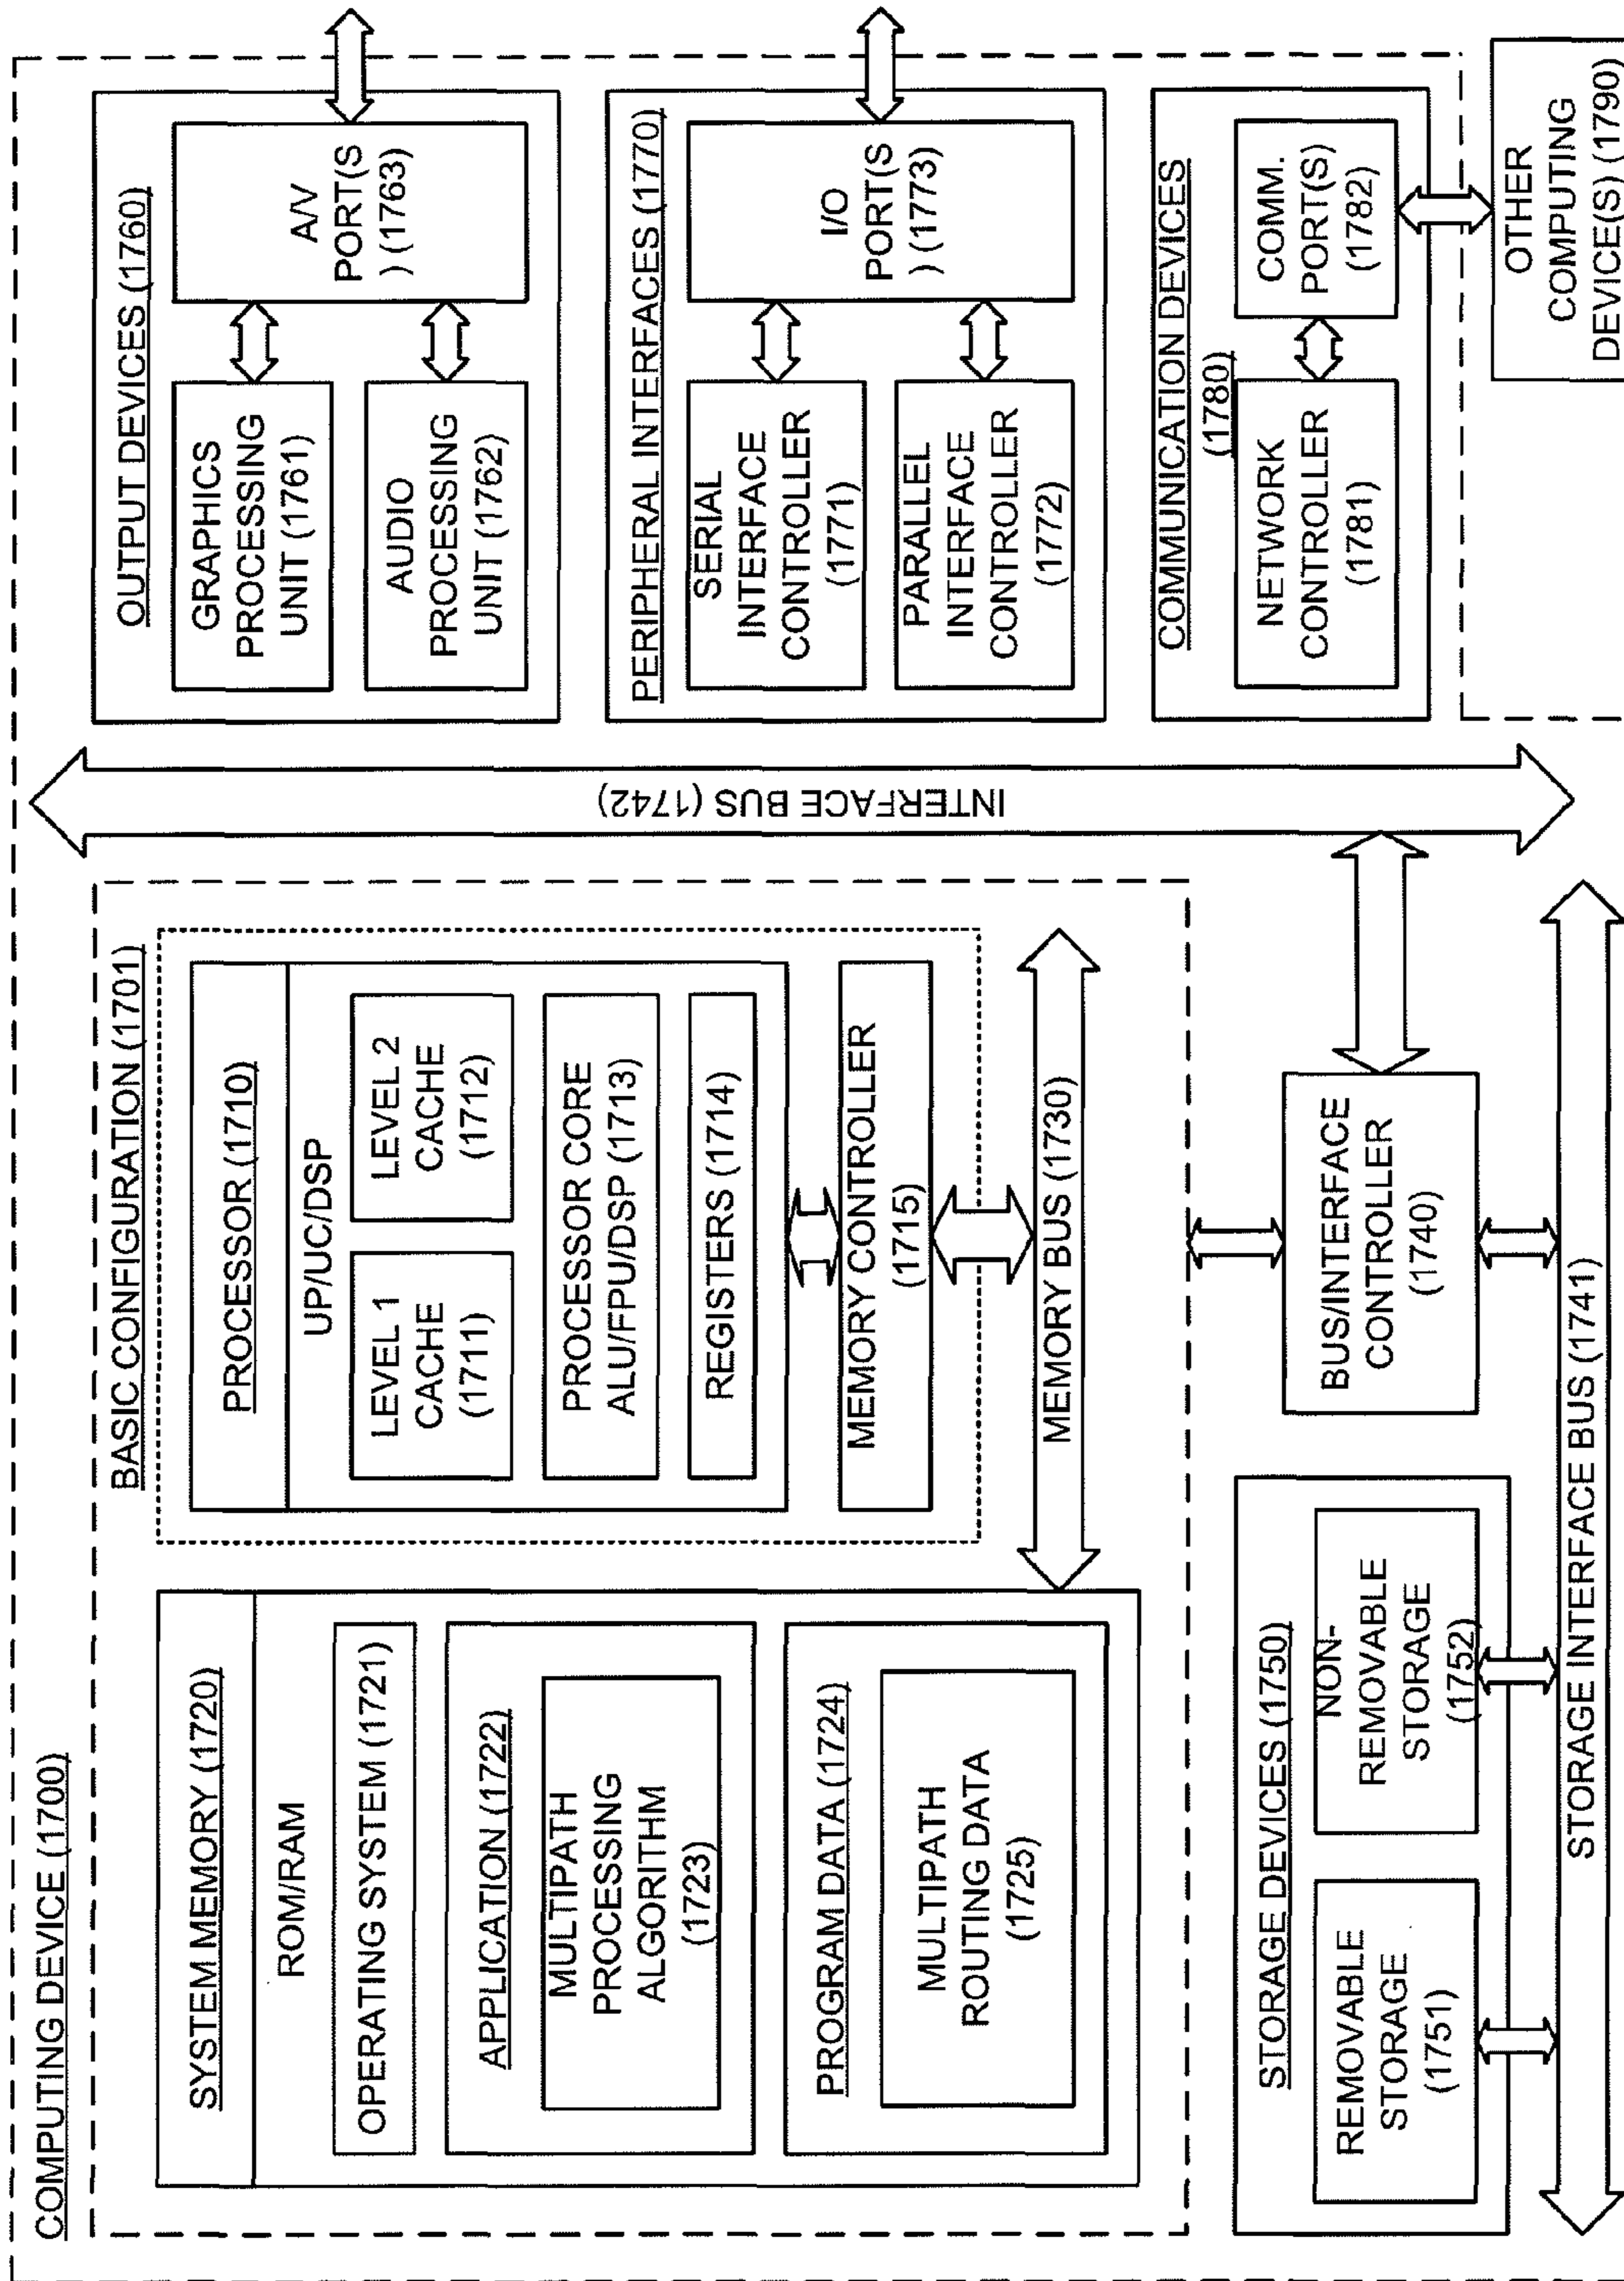 COMPUTING DEVICE (1700)
BASIC CONFIGURATION (1701)
SYSTEM MEMORY (1720)
ROM/RAM
OPERATING SYSTEM (1721)
APPLICATION (1722)
MULTIPATH
PROCESSING
ALGORITHM
(1723)
PROGRAM DATA (1724)
MULTIPATH
ROUTING DATA
(1725)
PROCESSOR (1710)
UP/UC/DSP
LEVEL 1
CACHE
(1711)
LEVEL 2
CACHE
(1712)
PROCESSOR CORE
ALU/FPU/DSP (1713)
REGISTERS (1714)
MEMORY CONTROLLER
(1715)
MEMORY BUS (1730)
BUS/INTERFACE
CONTROLLER
(1740)
STORAGE DEVICES (1750)
REMOVABLE
STORAGE
(1751)
NON-
REMOVABLE
STORAGE
(1752)
STORAGE INTERFACE BUS (1741)
INTERFACE BUS (1742)
OUTPUT DEVICES (1760)
GRAPHICS
PROCESSING
UNIT (1761)
AUDIO
PROCESSING
UNIT (1762)
A/V
PORT(S
) (1763)
PERIPHERAL INTERFACES (1770)
SERIAL
INTERFACE
CONTROLLER
(1771)
PARALLEL
INTERFACE
CONTROLLER
(1772)
I/O
PORT(S
) (1773)
COMMUNICATION DEVICES
(1780)
NETWORK
CONTROLLER
(1781)
COMM.
PORT(S)
(1782)
OTHER
COMPUTING
DEVICE(S) (1790)